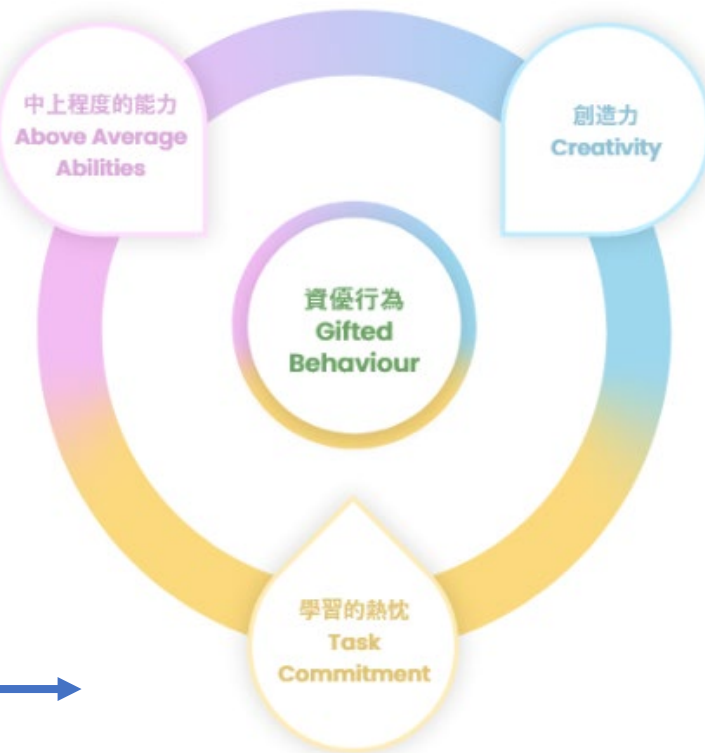 中上程度的能力
Above Average
Abilities
創造力
Creativity
資優行為
Gifted
Behaviour
學習的熱忱
Task
Commitment